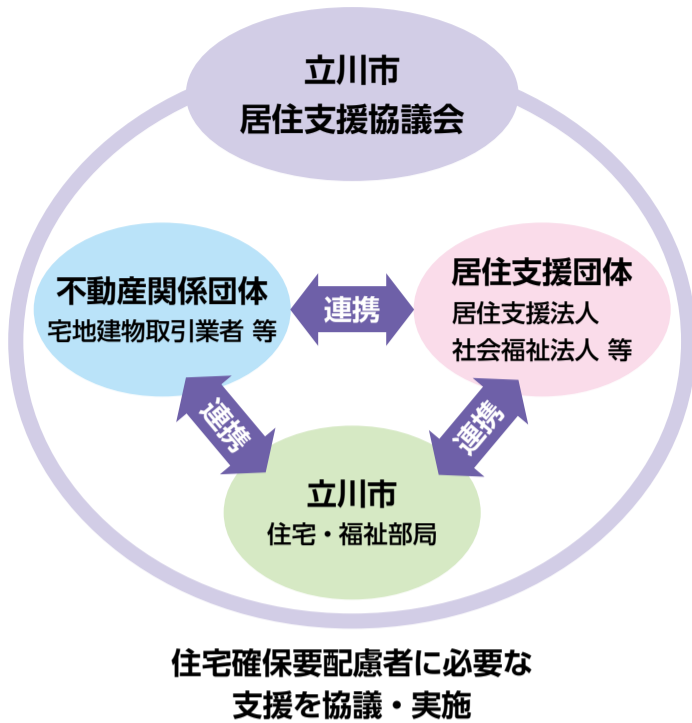 立川市
居住支援協議会
不動産関係団体
宅地建物取引業者 等
連携
居住支援団体
居住支援法人
社会福祉法人 等
連携
連携
立川市
住宅・福祉部局
住宅確保要配慮者に必要な
支援を協議・実施